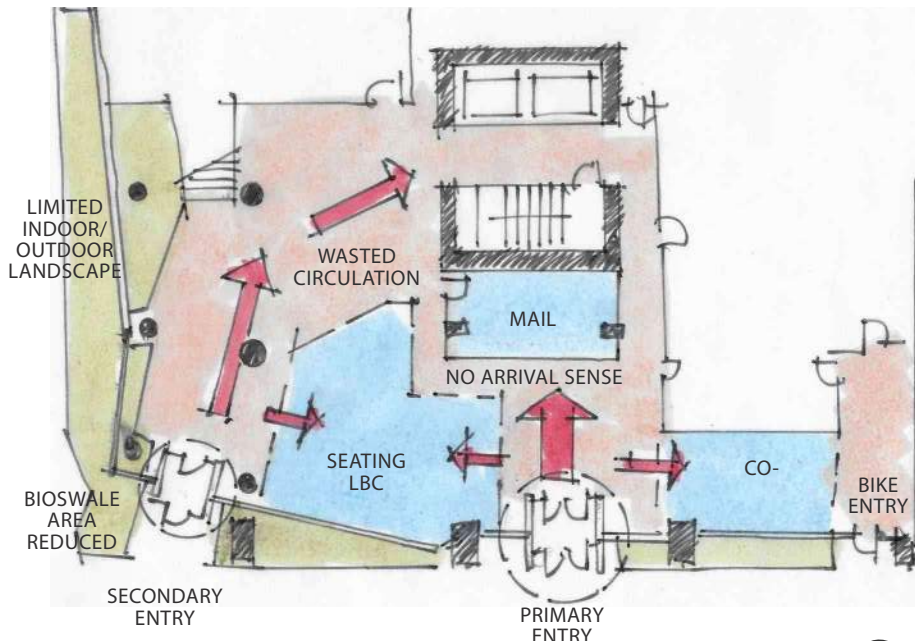 LIMITED
INDOOR/
OUTDOOR
LANDSCAPE
WASTED
CIRCULATION
MAIL
NO ARRIVAL SENSE
SEATING
LBC
CO-
BIKE
ENTRY
BIOSWALE
AREA
REDUCED
SECONDARY
ENTRY
PRIMARY
ENTRY